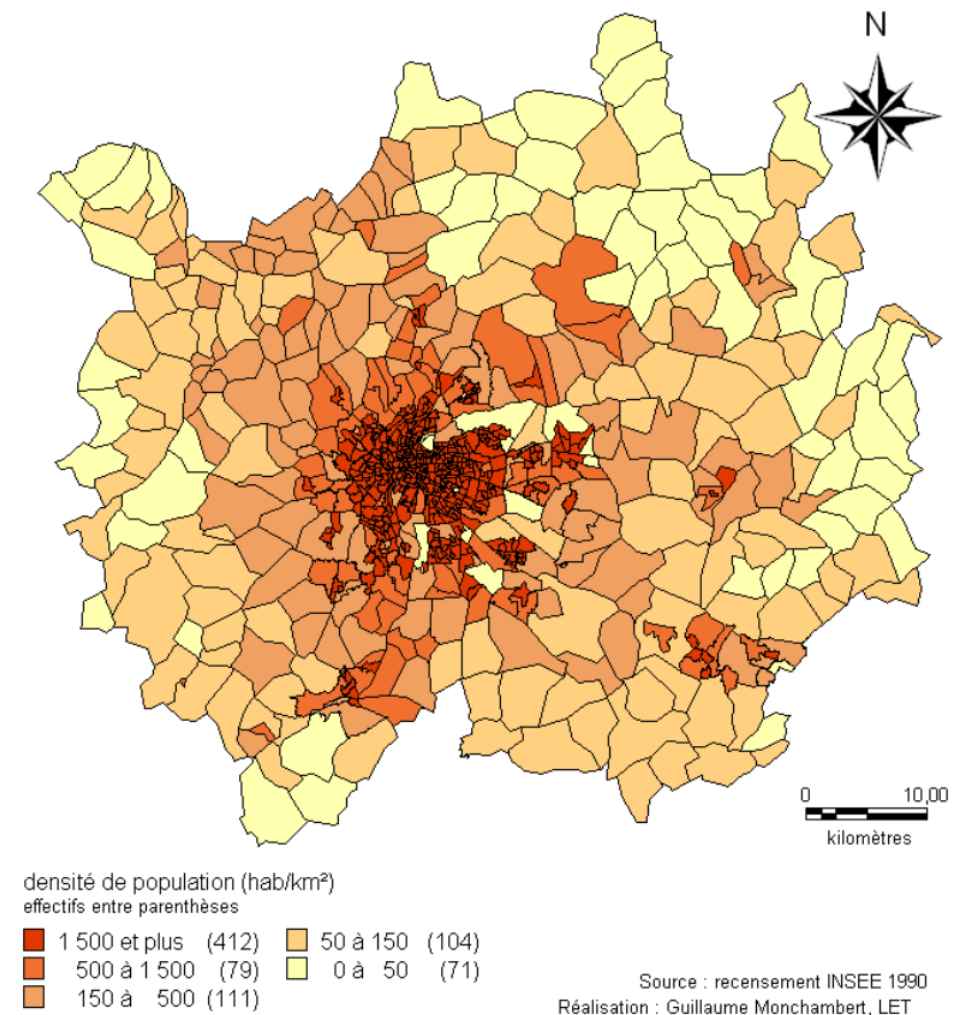 N
0 10,00
kilomètres
densité de population (hab/km²)
effectifs entre parenthèses
1 500 et plus (412)
500 à 1 500 (79)
150 à 500 (111)
50 à 150 (104)
0 à 50 (71)
Source : recensement INSEE 1990
Réalisation : Guillaume Monchambert, LET